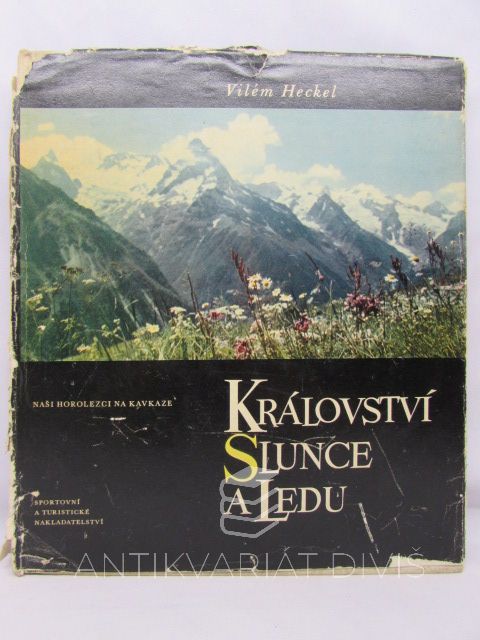 Vilém Heckel
NAŠI HOROLEZCI NA KAVKAZE
KRÁLOVSTVÍ
SLUNCE
A LEDU
SPORTOVNÍ
A TURISTICKÉ
NAKLADATELSTVÍ
ANTIKVARIÁT DIVIŠ